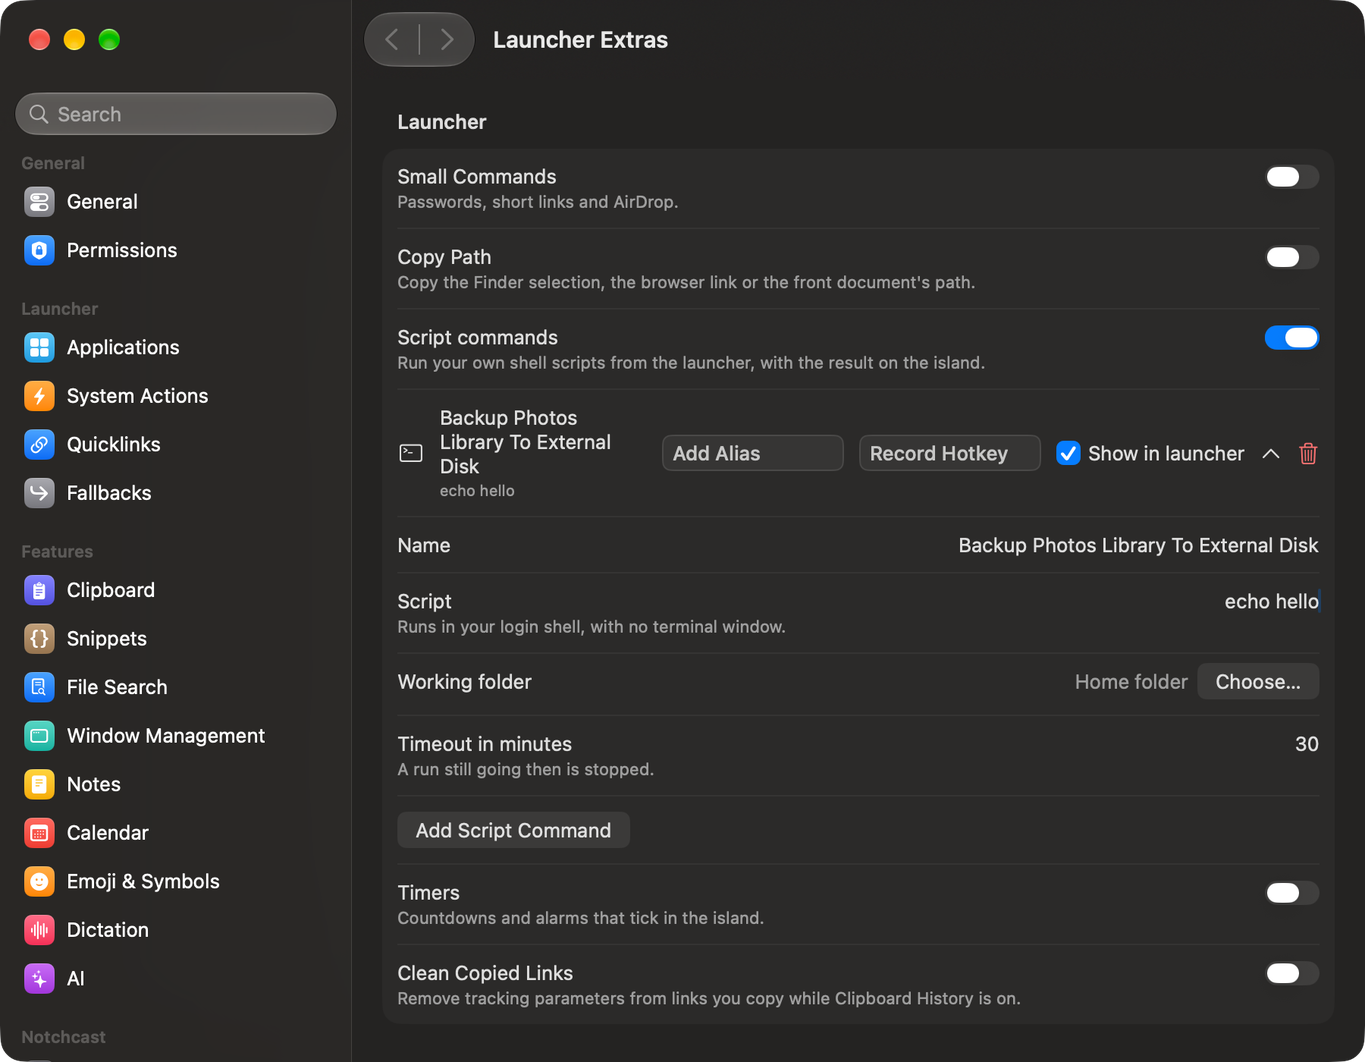 Launcher Extras
Search
General
General
Permissions
Launcher
Applications
System Actions
Quicklinks
Fallbacks
Features
Clipboard
Snippets
File Search
Window Management
Notes
Calendar
Emoji & Symbols
Dictation
AI
Notchcast
Launcher
Small Commands
Passwords, short links and AirDrop.
Copy Path
Copy the Finder selection, the browser link or the front document's path.
Script commands
Run your own shell scripts from the launcher, with the result on the island.
Backup Photos
Library To External
Disk
echo hello
Add Alias
Record Hotkey
Show in launcher
Name
Backup Photos Library To External Disk
Script
echo hello
Runs in your login shell, with no terminal window.
Working folder
Home folder
Choose...
Timeout in minutes
30
A run still going then is stopped.
Add Script Command
Timers
Countdowns and alarms that tick in the island.
Clean Copied Links
Remove tracking parameters from links you copy while Clipboard History is on.